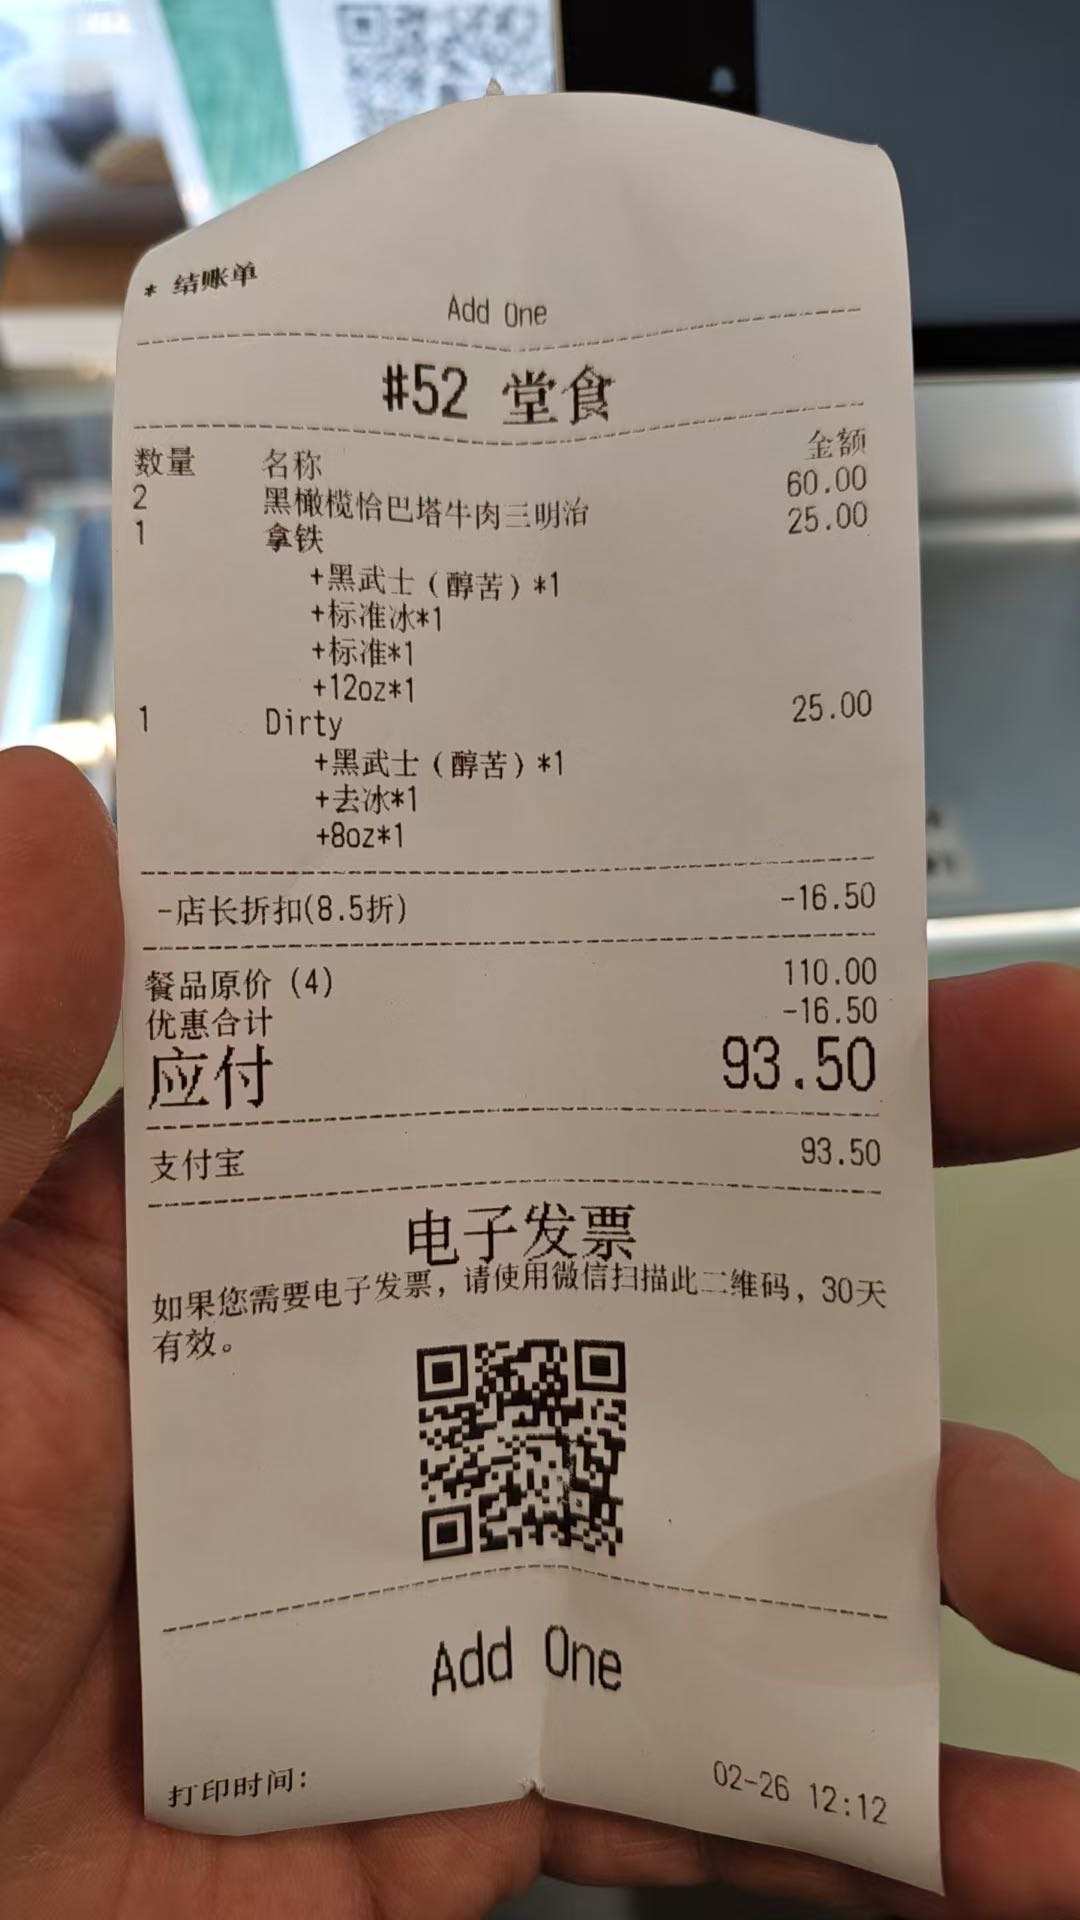 * 结账单
Add One
#52 堂食
数量 名称 金额
2 黑橄榄恰巴塔牛肉三明治 60.00
1 拿铁 25.00
+黑武士（醇苦）*1
+标准冰*1
+标准*1
+12oz*1
1 Dirty 25.00
+黑武士（醇苦）*1
+去冰*1
+8oz*1
-店长折扣(8.5折) -16.50
餐品原价 (4) 110.00
优惠合计 -16.50
应付 93.50
支付宝 93.50
电子发票
如果您需要电子发票，请使用微信扫描此二维码，30天
有效。
Add One
打印时间: 02-26 12:12